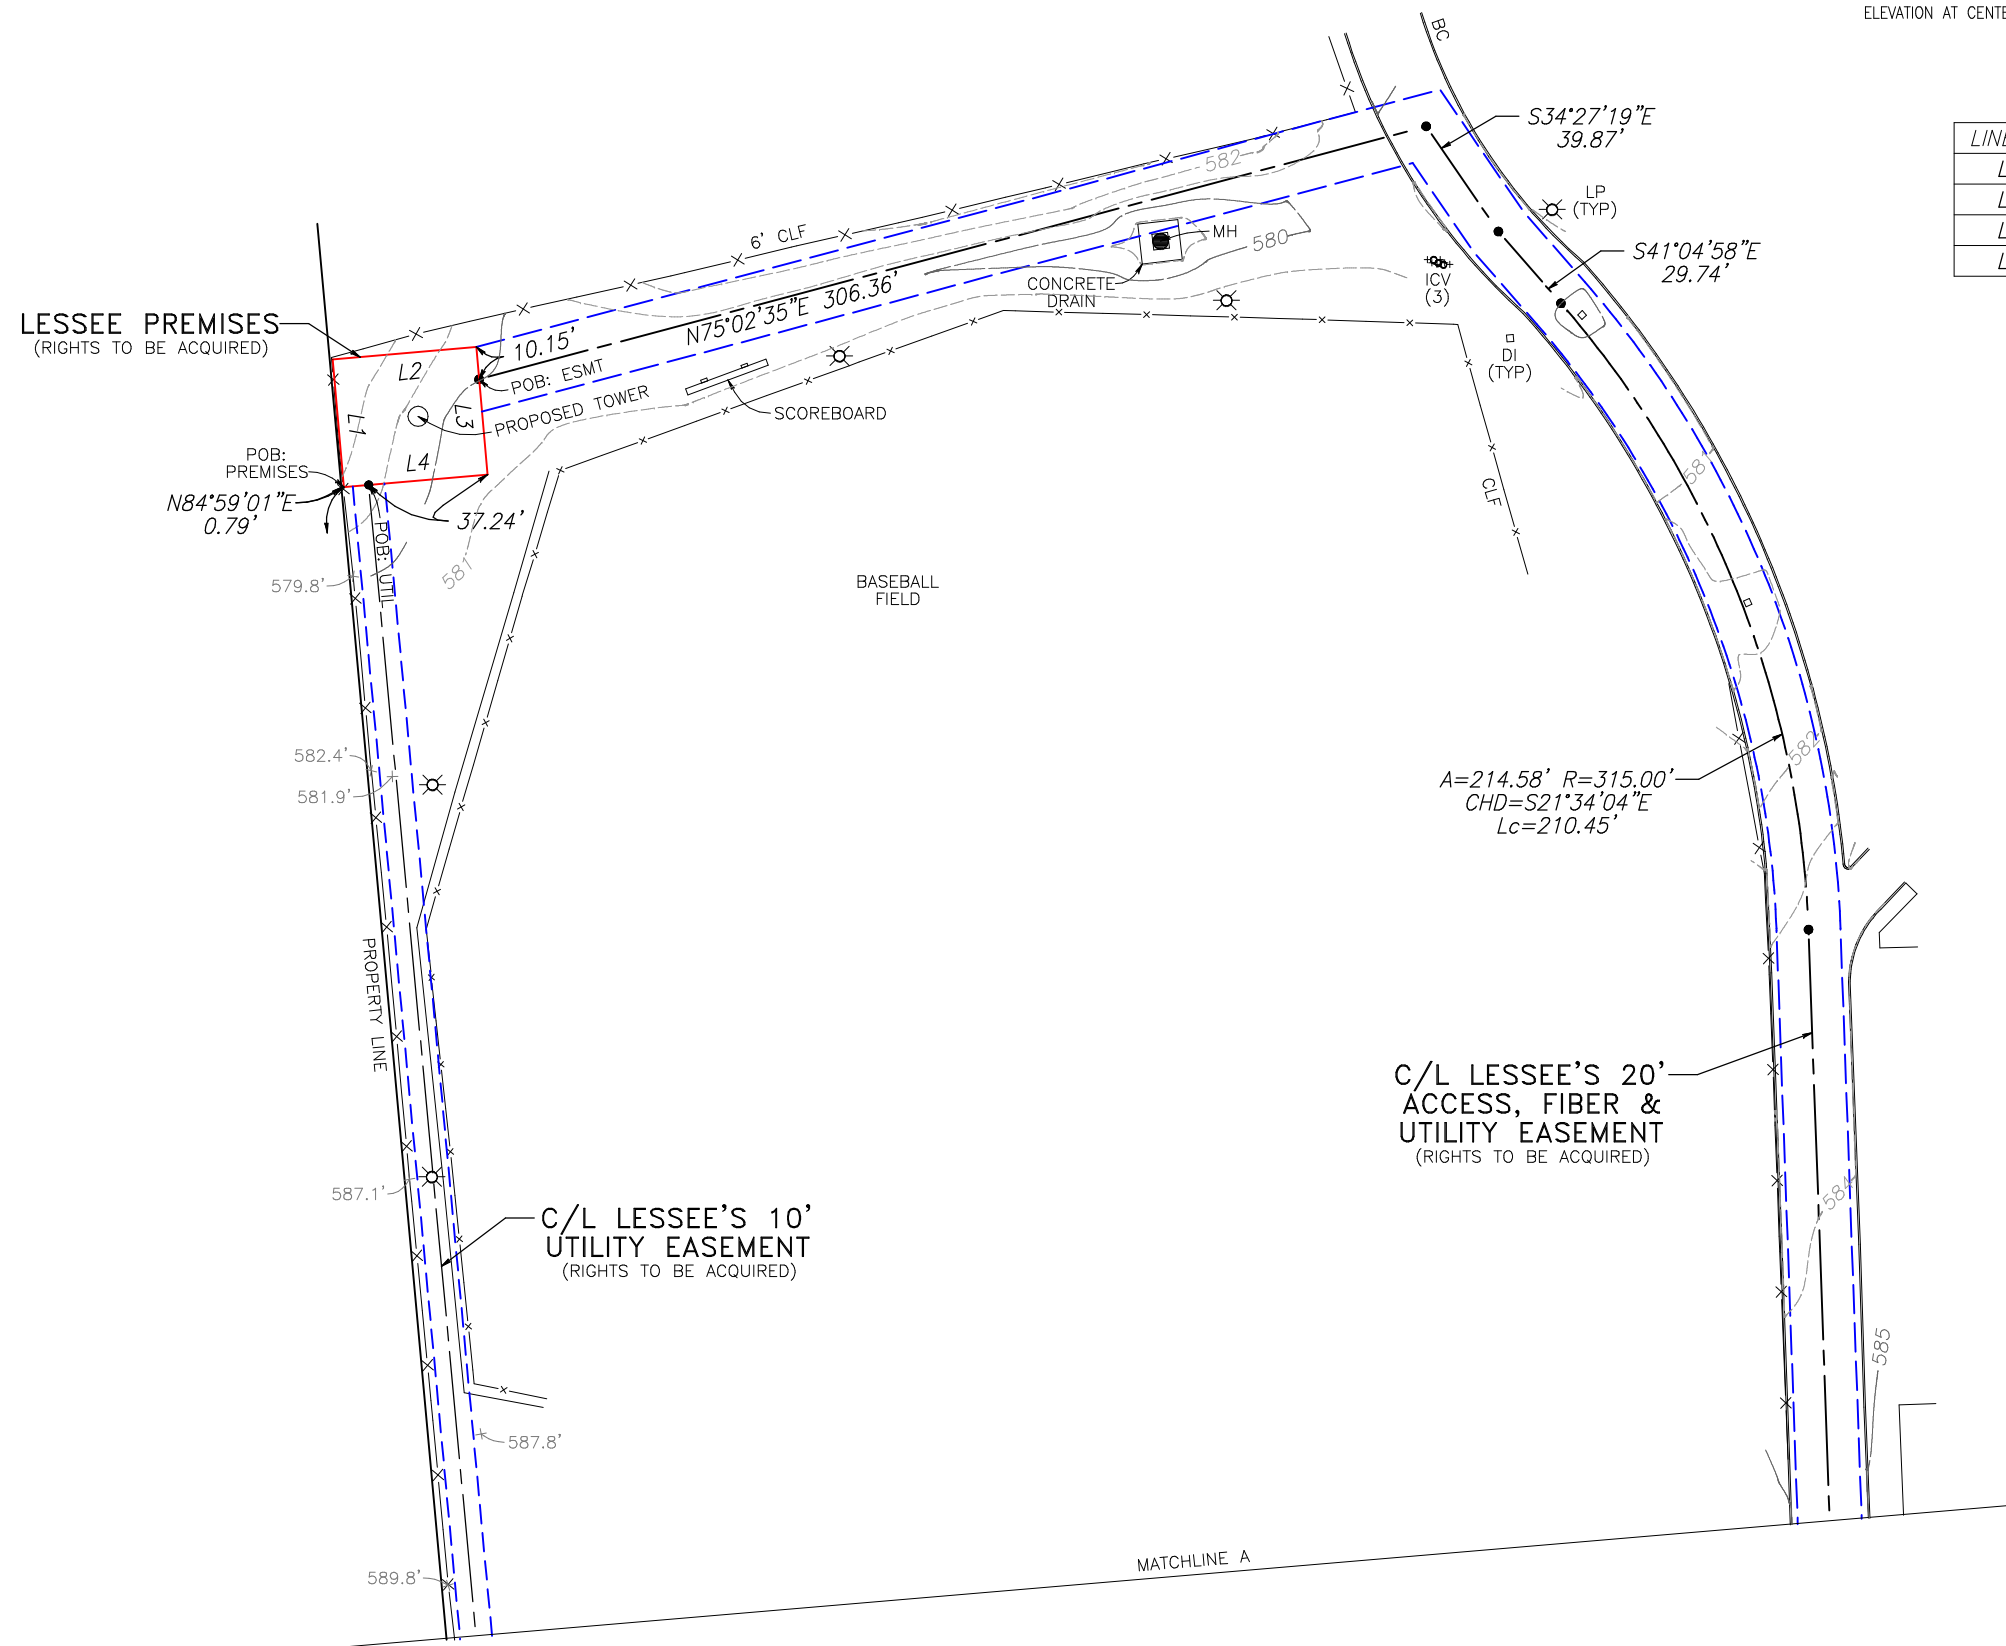 ELEVATION AT CENTE
BC
S34°27'19"E
39.87'
LINE
L
L
L
L
LP
(TYP)
582
6' CLF
MH
580
S41°04'58"E
29.74'
CONCRETE
DRAIN
ICV
(3)
N75°02'35"E 306.36'
LESSEE PREMISES
(RIGHTS TO BE ACQUIRED)
10.15'
DI
(TYP)
L2
POB: ESMT
PROPOSED TOWER
SCOREBOARD
L1
L3
L4
POB:
PREMISES
N84°59'01"E
0.79'
37.24'
CLF
581
POB: UTIL
581
579.8'
BASEBALL
FIELD
582.4'
581.9'
582
A=214.58' R=315.00'
CHD=S21°34'04"E
Lc=210.45'
PROPERTY LINE
C/L LESSEE'S 20'
ACCESS, FIBER &
UTILITY EASEMENT
(RIGHTS TO BE ACQUIRED)
587.1'
584
C/L LESSEE'S 10'
UTILITY EASEMENT
(RIGHTS TO BE ACQUIRED)
585
587.8'
MATCHLINE A
589.8'